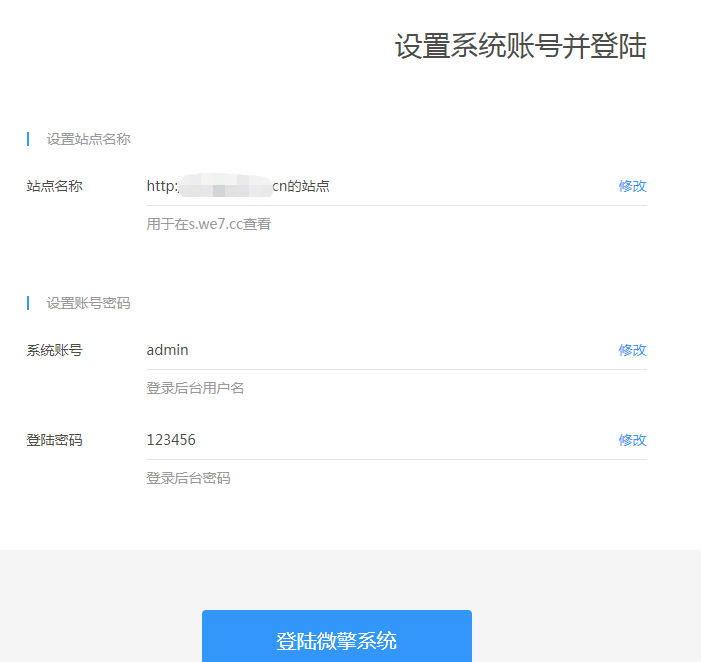 设置系统账号并登陆
设置站点名称
站点名称 http: cn的站点 修改
用于在s.we7.cc查看
设置账号密码
系统账号 admin 修改
登录后台用户名
登陆密码 123456 修改
登录后台密码
登陆微擎系统